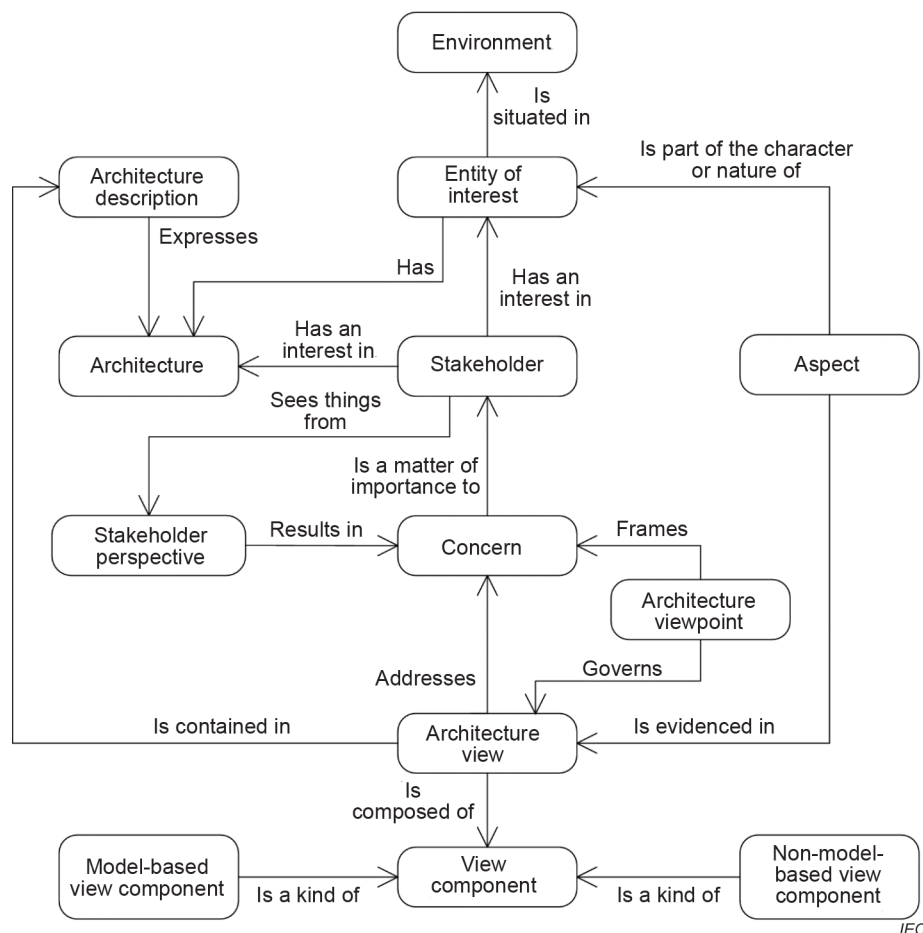 Environment
Is
situated in
Is part of the character
or nature of
Architecture
description
Entity of
interest
Expresses
Has
Has an
interest in
Has an
interest in
Architecture
Stakeholder
Aspect
Sees things
from
Is a matter of
importance to
Stakeholder
perspective
Results in
Concern
Frames
Architecture
viewpoint
Addresses
Governs
Is contained in
Architecture
view
Is evidenced in
Is
composed of
Model-based
view component
Is a kind of
View
component
Is a kind of
Non-model-
based view
component
IEC